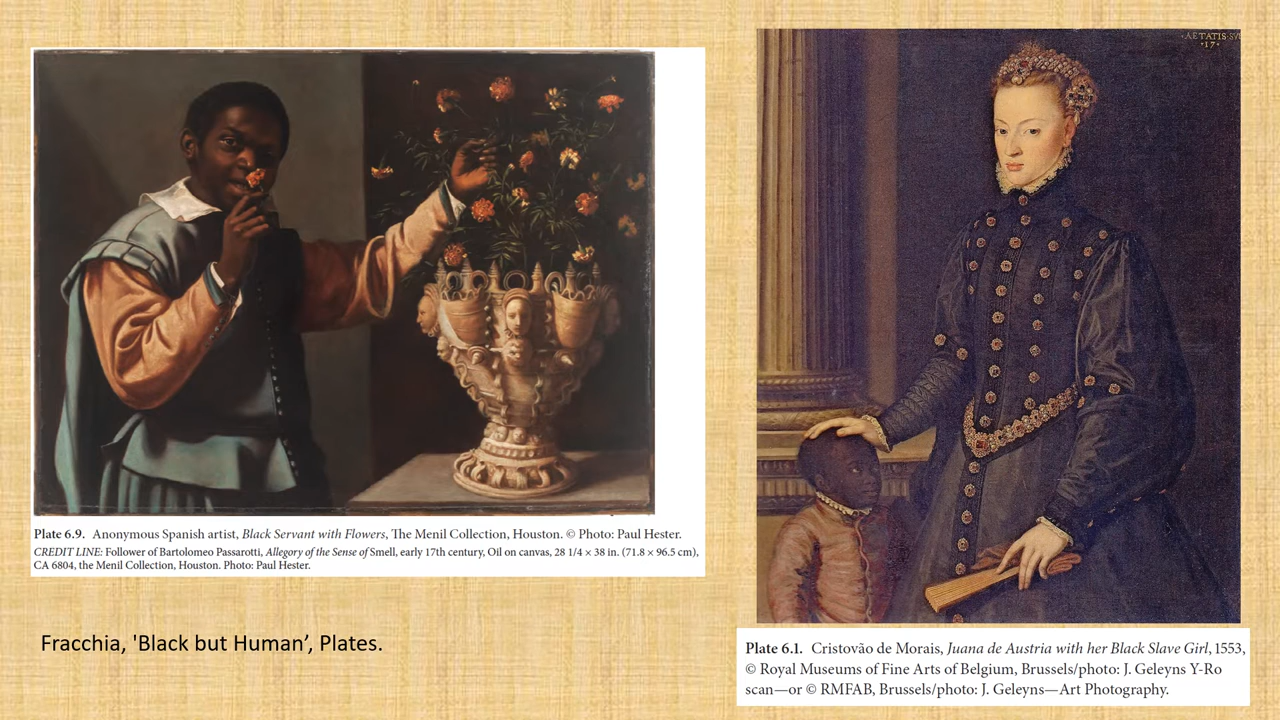 Plate 6.9. Anonymous Spanish artist, Black Servant with Flowers, The Menil Collection, Houston. © Photo: Paul Hester.
CREDIT LINE: Follower of Bartolomeo Passarotti, Allegory of the Sense of Smell, early 17th century, Oil on canvas, 28 1/4 × 38 in. (71.8 × 96.5 cm),
CA 6804, the Menil Collection, Houston. Photo: Paul Hester.
Fracchia, 'Black but Human’, Plates.
·AETATIS SV
·17·
Plate 6.1. Cristovão de Morais, Juana de Austria with her Black Slave Girl, 1553,
© Royal Museums of Fine Arts of Belgium, Brussels/photo: J. Geleyns Y-Ro
scan—or © RMFAB, Brussels/photo: J. Geleyns—Art Photography.